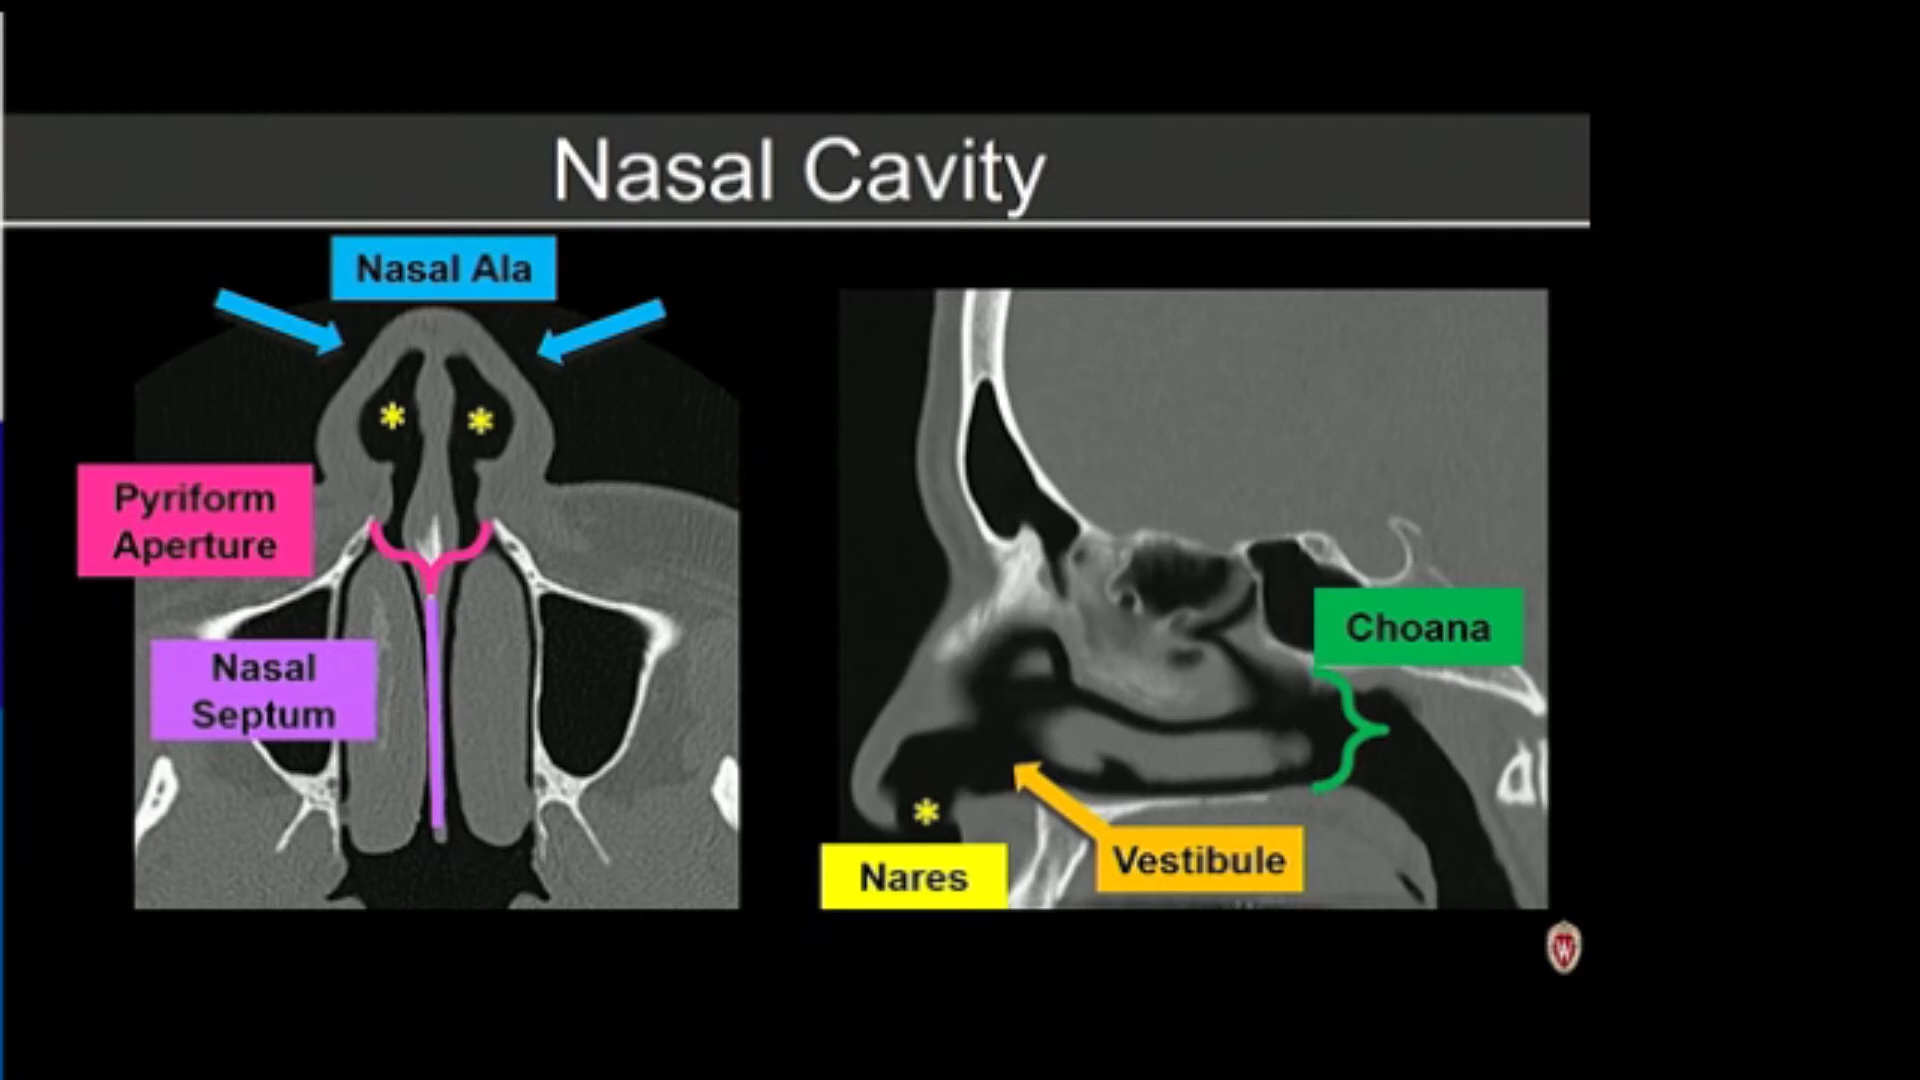 Nasal Cavity
Nasal Ala
*
*
Pyriform
Aperture
Nasal
Septum
Choana
*
Nares
Vestibule
W